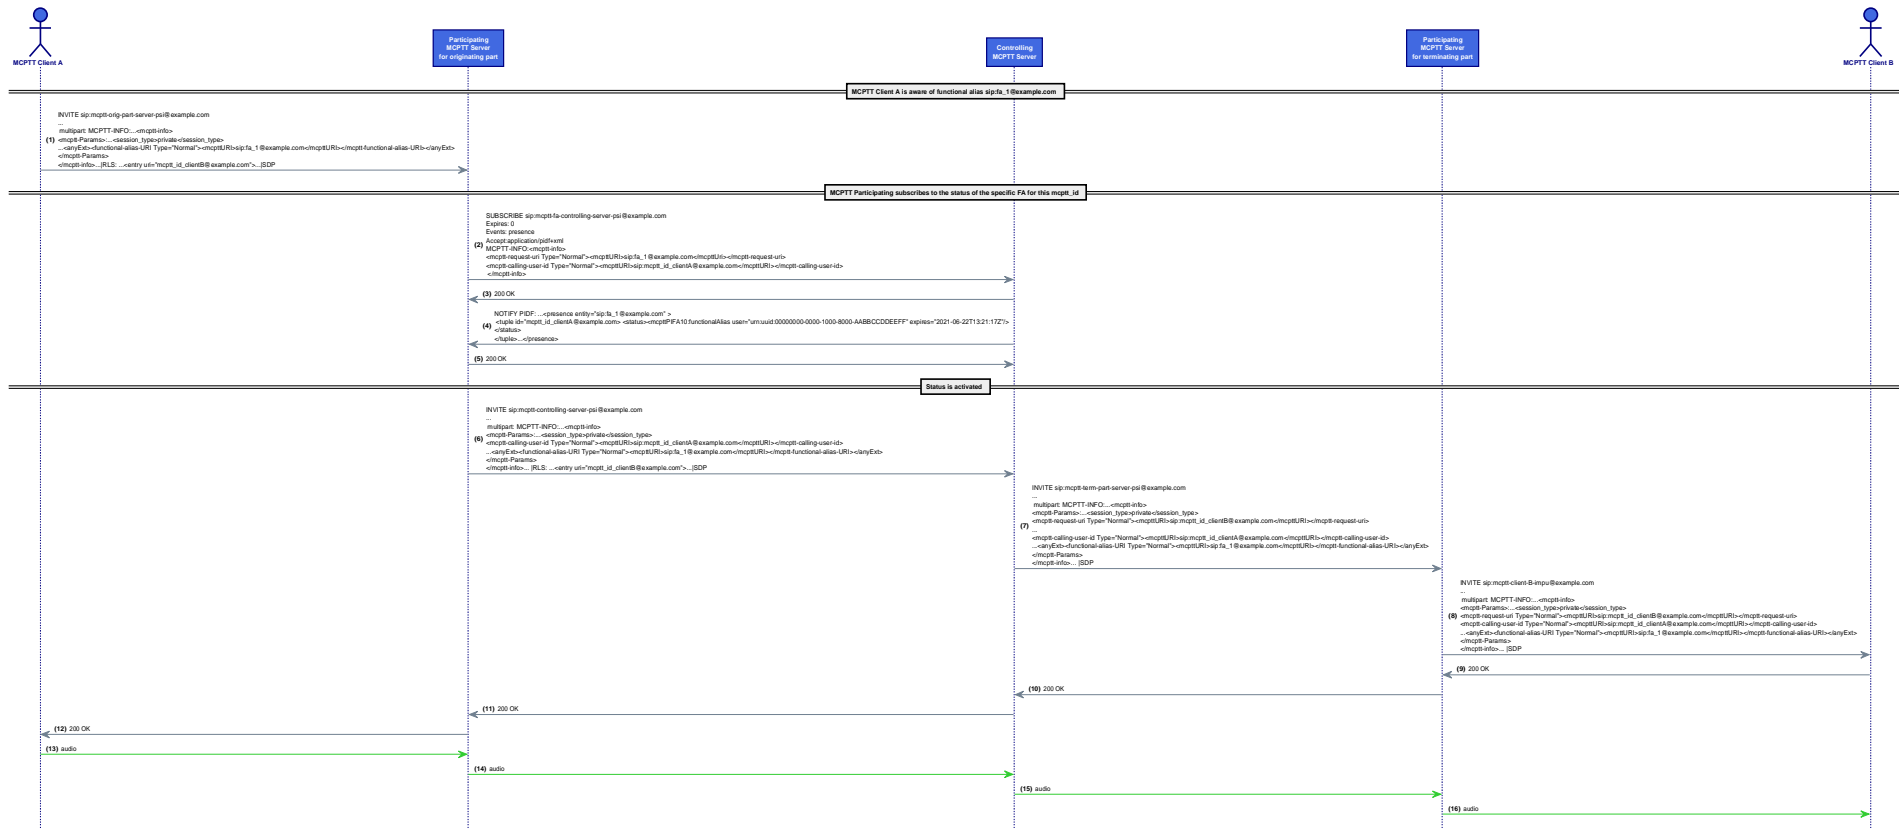 MCPTT Client A
Participating
MCPTT Server
for originating part
Controlling
MCPTT Server
Participating
MCPTT Server
for terminating part
MCPTT Client B
MCPTT Client A is aware of functional alias sip:fa_1@example.com
INVITE sip:mcptt-orig-part-server-psi@example.com
...
multipart: MCPTT-INFO:...<mcptt-info>
(1) <mcptt-Params>:...<session_type>private</session_type>
...<anyExt><functional-alias-URI Type="Normal"><mcpttURI>sip:fa_1@example.com</mcpttURI></mcptt-functional-alias-URI></anyExt>
</mcptt-Params>
</mcptt-info>...|RLS: ...<entry uri="mcptt_id_clientB@example.com">...|SDP
MCPTT Participating subscribes to the status of the specific FA for this mcptt_id
SUBSCRIBE sip:mcptt-fa-controlling-server-psi@example.com
Expires: 0
Events: presence
(2) Accept:application/pidf+xml
MCPTT-INFO:<mcptt-info>
<mcptt-request-uri Type="Normal"><mcpttURI>sip:fa_1@example.com</mcpttUri></mcptt-request-uri>
<mcptt-calling-user-id Type="Normal"><mcpttURI>sip:mcptt_id_clientA@example.com</mcpttURI></mcptt-calling-user-id>
</mcptt-info>
(3) 200 OK
NOTIFY PIDF: ...<presence entity="sip:fa_1@example.com" >
(4) <tuple id="mcptt_id_clientA@example.com> <status><mcpttPIFA10:functionalAlias user="urn:uuid:00000000-0000-1000-8000-AABBCCDDEEFF" expires="2021-06-22T13:21:17Z"/>
</status>
</tuple>...</presence>
(5) 200 OK
Status is activated
INVITE sip:mcptt-controlling-server-psi@example.com
...
multipart: MCPTT-INFO:...<mcptt-info>
<mcptt-Params>:...<session_type>private</session_type>
(6) <mcptt-calling-user-id Type="Normal"><mcpttURI>sip:mcptt_id_clientA@example.com</mcpttURI></mcptt-calling-user-id>
...<anyExt><functional-alias-URI Type="Normal"><mcpttURI>sip:fa_1@example.com</mcpttURI></mcptt-functional-alias-URI></anyExt>
</mcptt-Params>
</mcptt-info>... |RLS: ...<entry uri="mcptt_id_clientB@example.com">...|SDP
INVITE sip:mcptt-term-part-server-psi@example.com
...
multipart: MCPTT-INFO:...<mcptt-info>
<mcptt-Params>:...<session_type>private</session_type>
<mcptt-request-uri Type="Normal"><mcpttURI>sip:mcptt_id_clientB@example.com</mcpttURI></mcptt-request-uri>
(7) ...
<mcptt-calling-user-id Type="Normal"><mcpttURI>sip:mcptt_id_clientA@example.com</mcpttURI></mcptt-calling-user-id>
...<anyExt><functional-alias-URI Type="Normal"><mcpttURI>sip:fa_1@example.com</mcpttURI></mcptt-functional-alias-URI></anyExt>
</mcptt-Params>
</mcptt-info>... |SDP
INVITE sip:mcptt-client-B-impu@example.com
...
multipart: MCPTT-INFO:...<mcptt-info>
<mcptt-Params>:...<session_type>private</session_type>
(8) <mcptt-request-uri Type="Normal"><mcpttURI>sip:mcptt_id_clientB@example.com</mcpttURI></mcptt-request-uri>
<mcptt-calling-user-id Type="Normal"><mcpttURI>sip:mcptt_id_clientA@example.com</mcpttURI></mcptt-calling-user-id>
...<anyExt><functional-alias-URI Type="Normal"><mcpttURI>sip:fa_1@example.com</mcpttURI></mcptt-functional-alias-URI></anyExt>
</mcptt-Params>
</mcptt-info>... |SDP
(9) 200 OK
(10) 200 OK
(11) 200 OK
(12) 200 OK
(13) audio
(14) audio
(15) audio
(16) audio